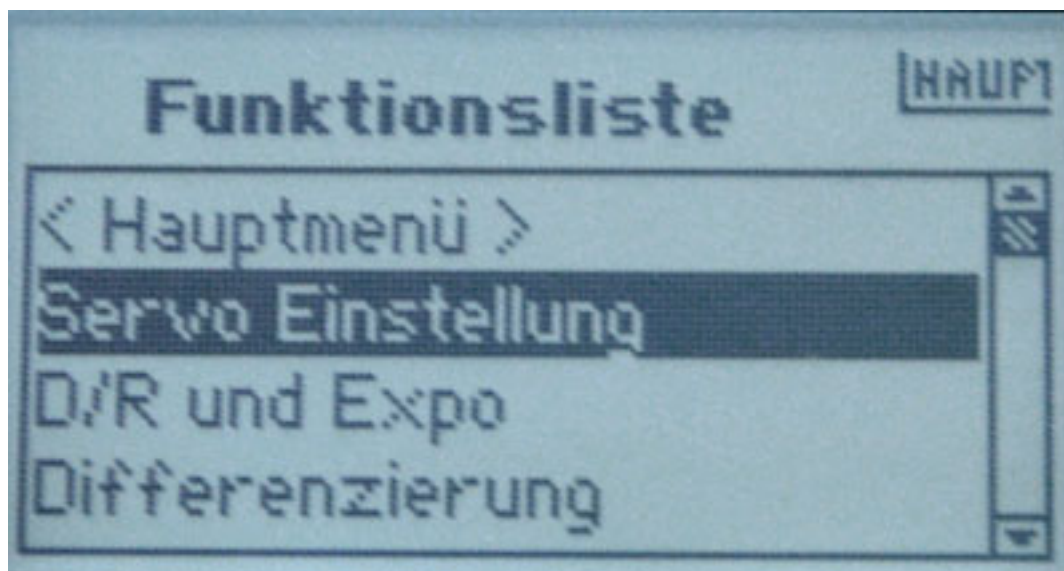 HAUPT
Funktionsliste
< Hauptmenü >
Servo Einstellung
D/R und Expo
Differenzierung